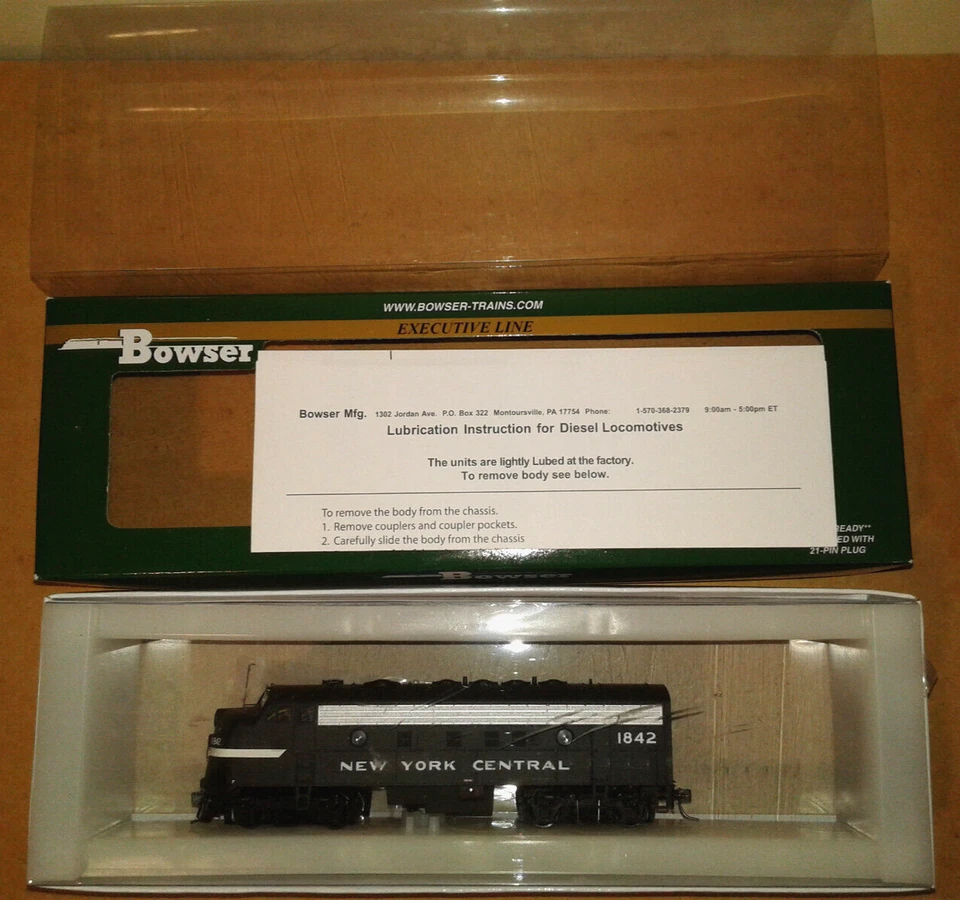 WWW.BOWSER-TRAINS.COM
EXECUTIVE LINE
Bowser
Bowser Mfg. 1302 Jordan Ave. P.O. Box 322 Montoursville, PA 17754 Phone: 1-570-368-2379 9:00am - 5:00pm ET
Lubrication Instruction for Diesel Locomotives
The units are lightly Lubed at the factory.
To remove body see below.
To remove the body from the chassis.
1. Remove couplers and coupler pockets.
2. Carefully slide the body from the chassis
READY**
ED WITH
21-PIN PLUG
Bowser
1842
NEW YORK CENTRAL